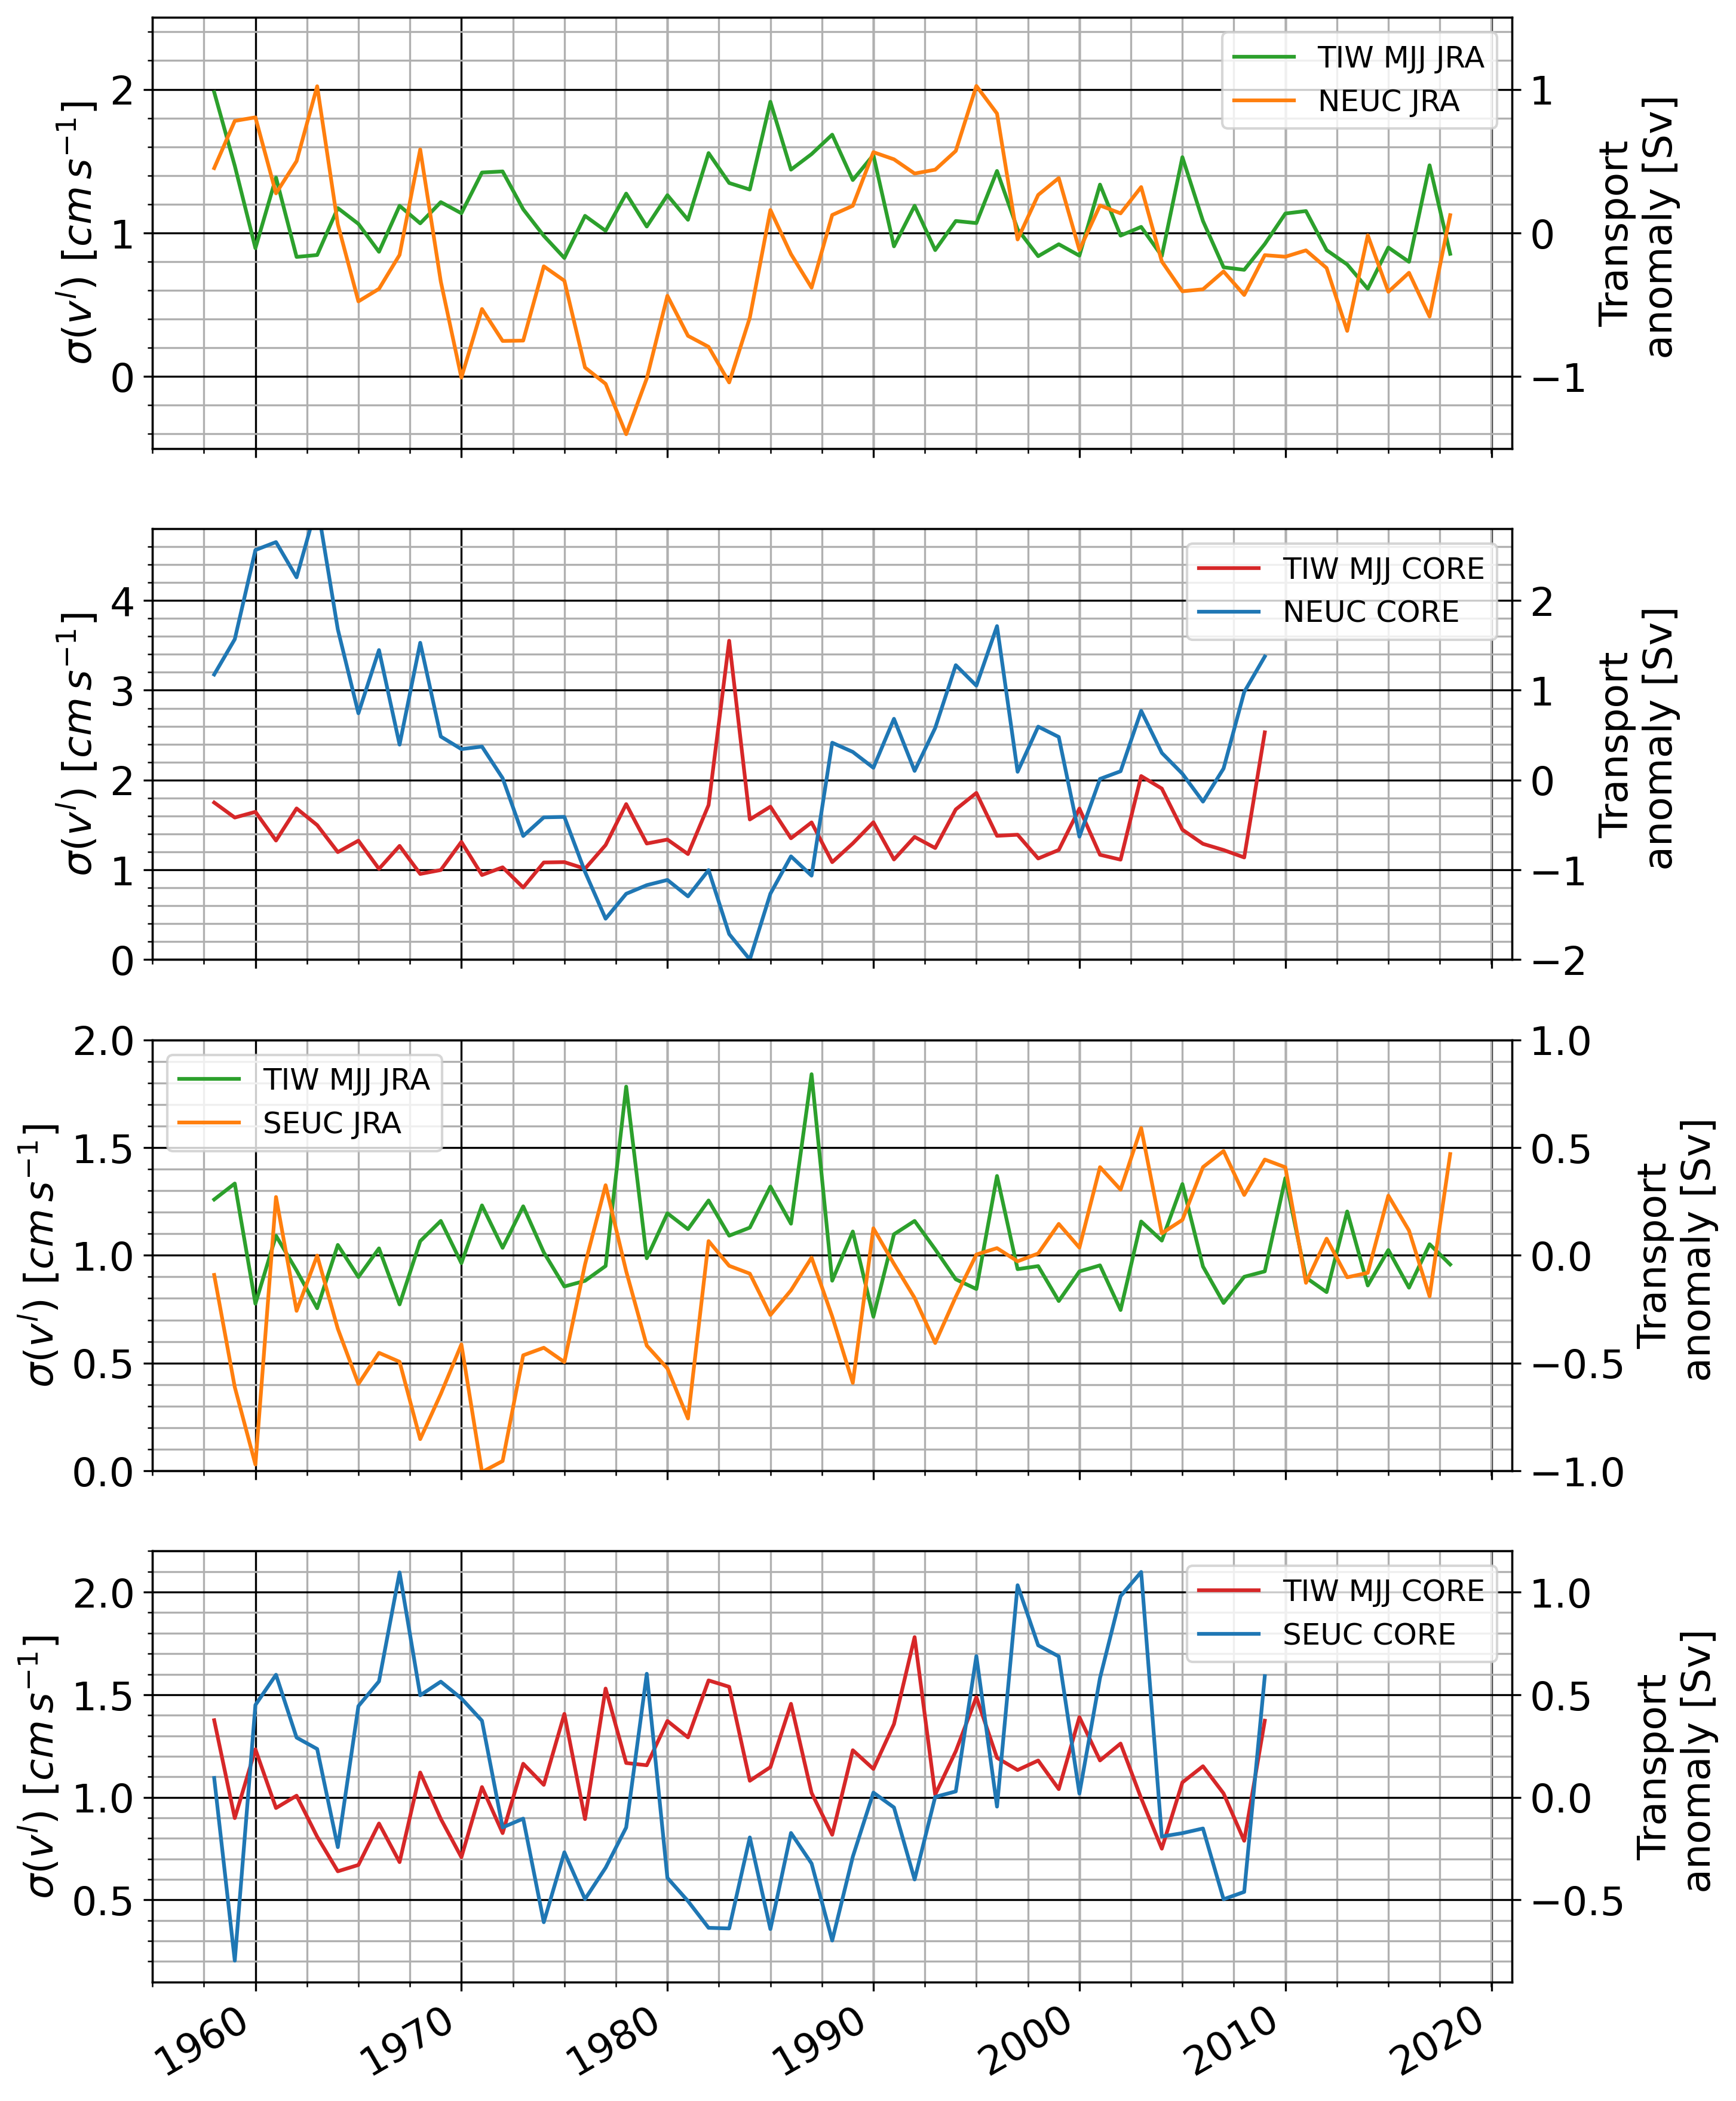 2
1
0
σ(v′) [cm s⁻¹]
TIW MJJ JRA
NEUC JRA
1
0
−1
Transport
anomaly [Sv]
4
3
2
1
0
σ(v′) [cm s⁻¹]
TIW MJJ CORE
NEUC CORE
2
1
0
−1
−2
Transport
anomaly [Sv]
2.0
1.5
1.0
0.5
0.0
σ(v′) [cm s⁻¹]
TIW MJJ JRA
SEUC JRA
1.0
0.5
0.0
−0.5
−1.0
Transport
anomaly [Sv]
2.0
1.5
1.0
0.5
σ(v′) [cm s⁻¹]
TIW MJJ CORE
SEUC CORE
1.0
0.5
0.0
−0.5
Transport
anomaly [Sv]
1960 1970 1980 1990 2000 2010 2020